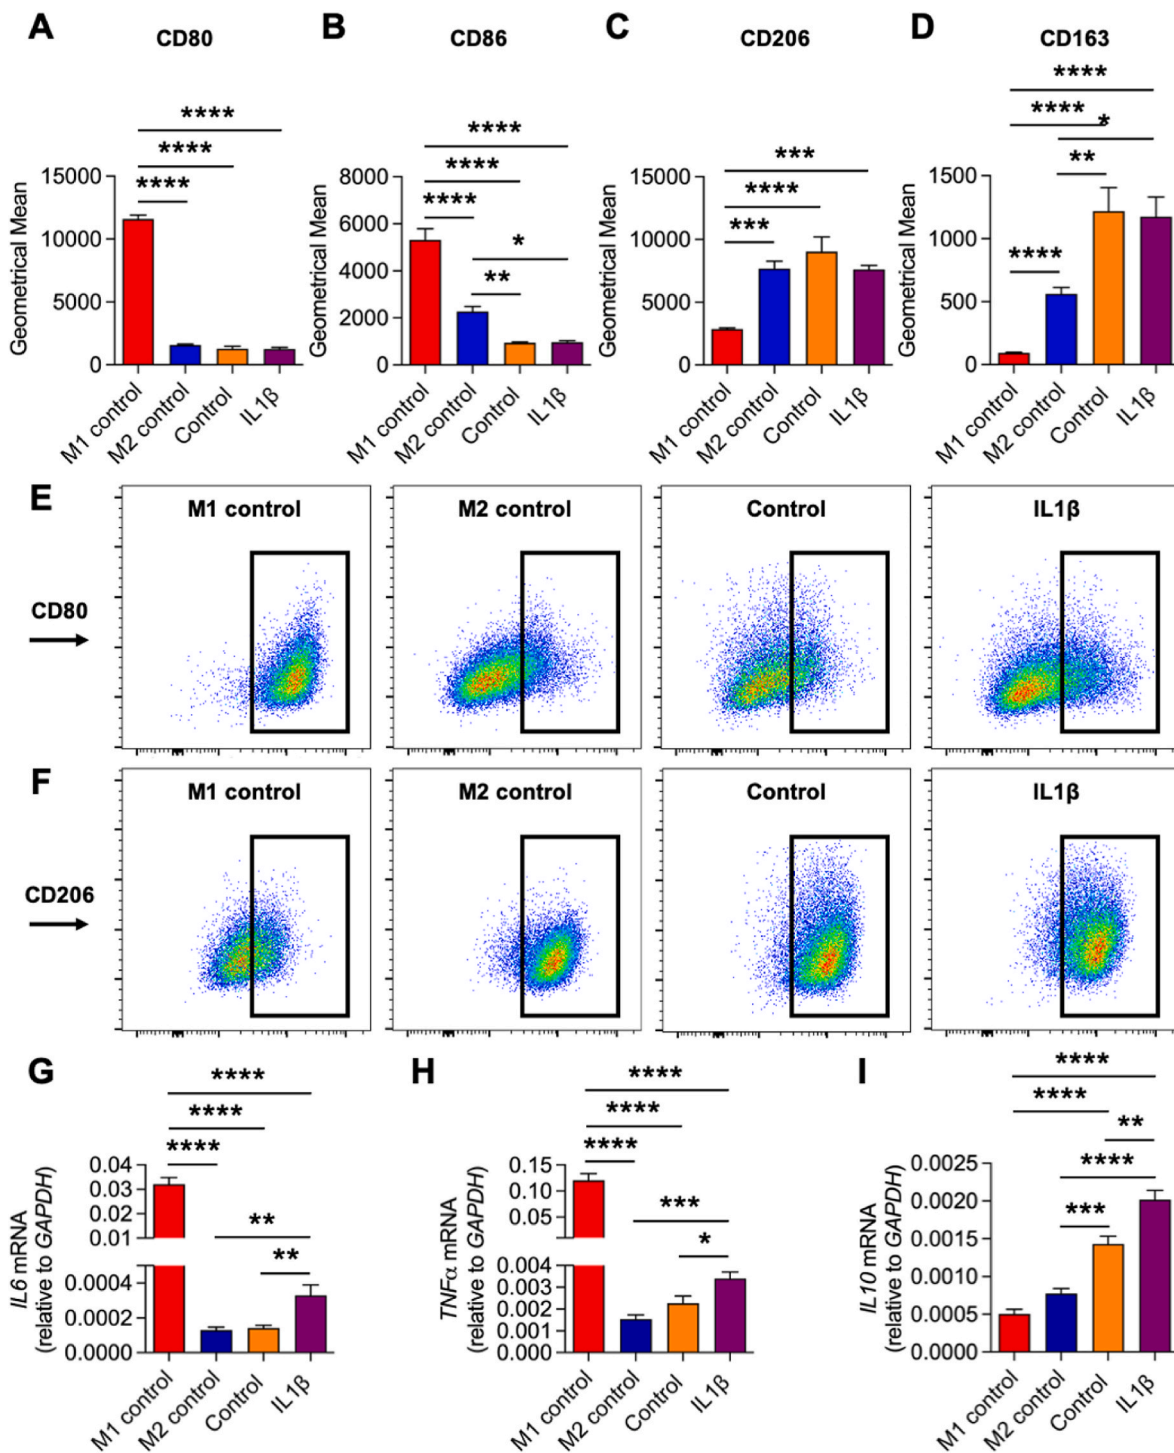 A CD80
B CD86
C CD206
D CD163
**** **** ****
**** **** **** * **
*** **** ***
**** **** * ** ****
Geometrical Mean
15000
10000
5000
0
M1 control
M2 control
Control
IL1β
Geometrical Mean
8000
6000
4000
2000
0
M1 control
M2 control
Control
IL1β
Geometrical Mean
15000
10000
5000
0
M1 control
M2 control
Control
IL1β
Geometrical Mean
1500
1000
500
0
M1 control
M2 control
Control
IL1β
E
CD80
M1 control
M2 control
Control
IL1β
F
CD206
M1 control
M2 control
Control
IL1β
G
****
****
****
**
**
IL6 mRNA
(relative to GAPDH)
0.04
0.03
0.02
0.01
0.0004
0.0002
0.0000
M1 control
M2 control
Control
IL1β
H
****
****
****
***
*
TNFα mRNA
(relative to GAPDH)
0.15
0.10
0.05
0.004
0.003
0.002
0.001
0.000
M1 control
M2 control
Control
IL1β
I
****
****
**
****
***
IL10 mRNA
(relative to GAPDH)
0.0025
0.0020
0.0015
0.0010
0.0005
0.0000
M1 control
M2 control
Control
IL1β